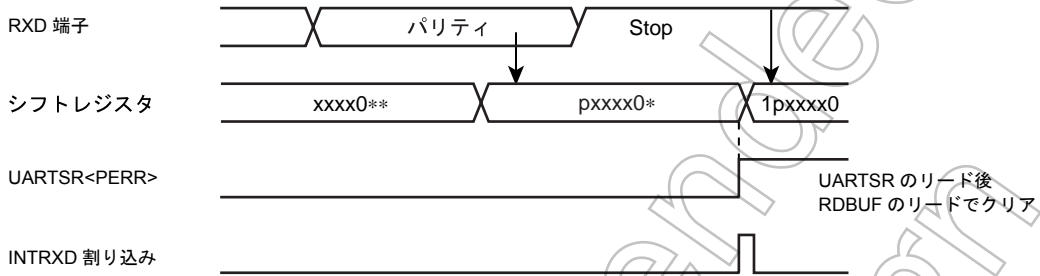 RXD 端子
パリティ
Stop
シフトレジスタ
xxxx0**
pxxxx0*
1pxxxx0
UARTSR<PERR>
UARTSR のリード後
RDBUF のリードでクリア
INTRXD 割り込み